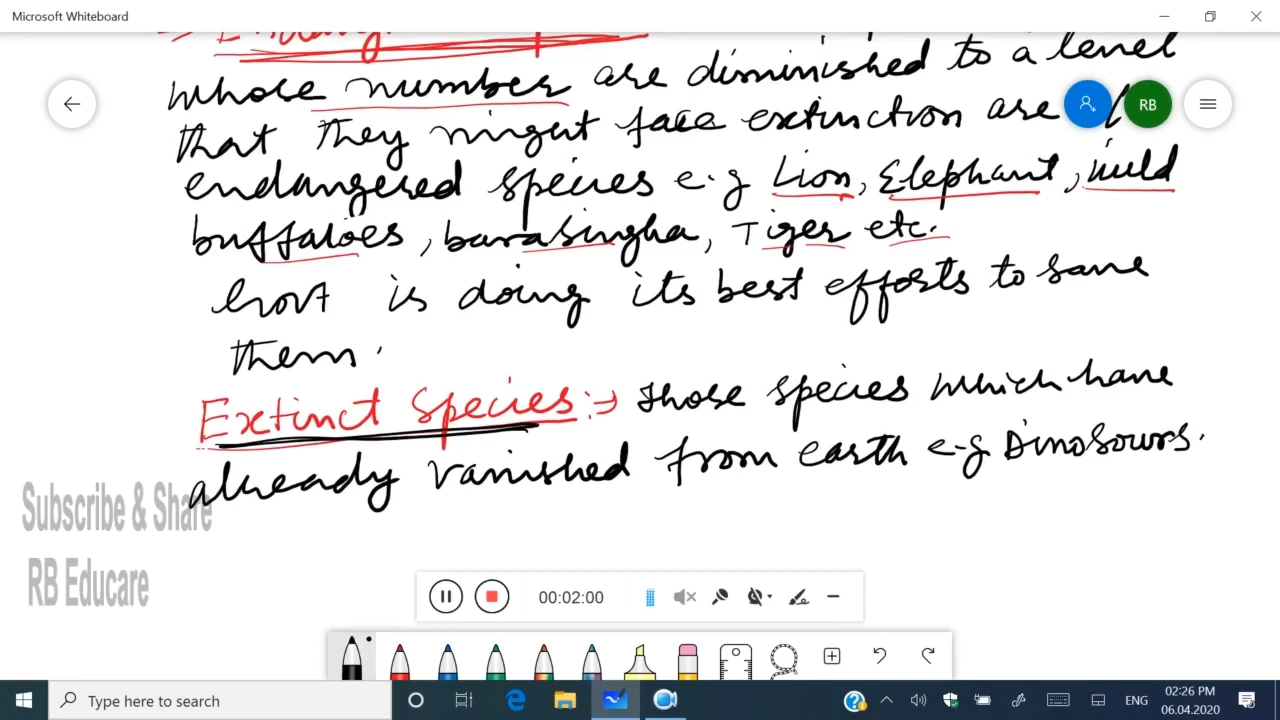 Microsoft Whiteboard
whose number are diminished to a level
RB
that they might face extinction are
endangered species e.g Lion, Elephant, wild
buffaloes, barasingha, Tiger etc.
Govt is doing its best efforts to save
them.
Extinct Species:→ those species which have
already vanished from earth e-g Dinosours.
Subscribe & Share
RB Educare
00:02:00
Type here to search
ENG
02:26 PM
06.04.2020